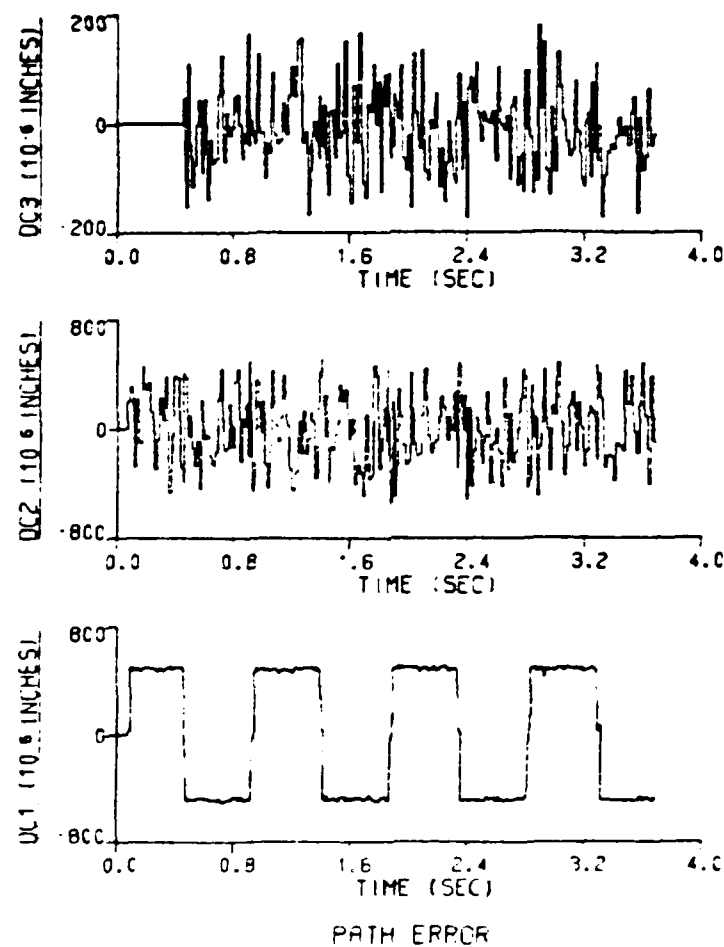 200
0
-200
DC3 (10⁻⁶ INCHES)
0.0 0.8 1.6 2.4 3.2 4.0
TIME (SEC)
800
0
-800
DC2 (10⁻⁶ INCHES)
0.0 0.8 1.6 2.4 3.2 4.0
TIME (SEC)
800
0
-800
DC1 (10⁻⁶ INCHES)
0.0 0.8 1.6 2.4 3.2 4.0
TIME (SEC)
PATH ERROR